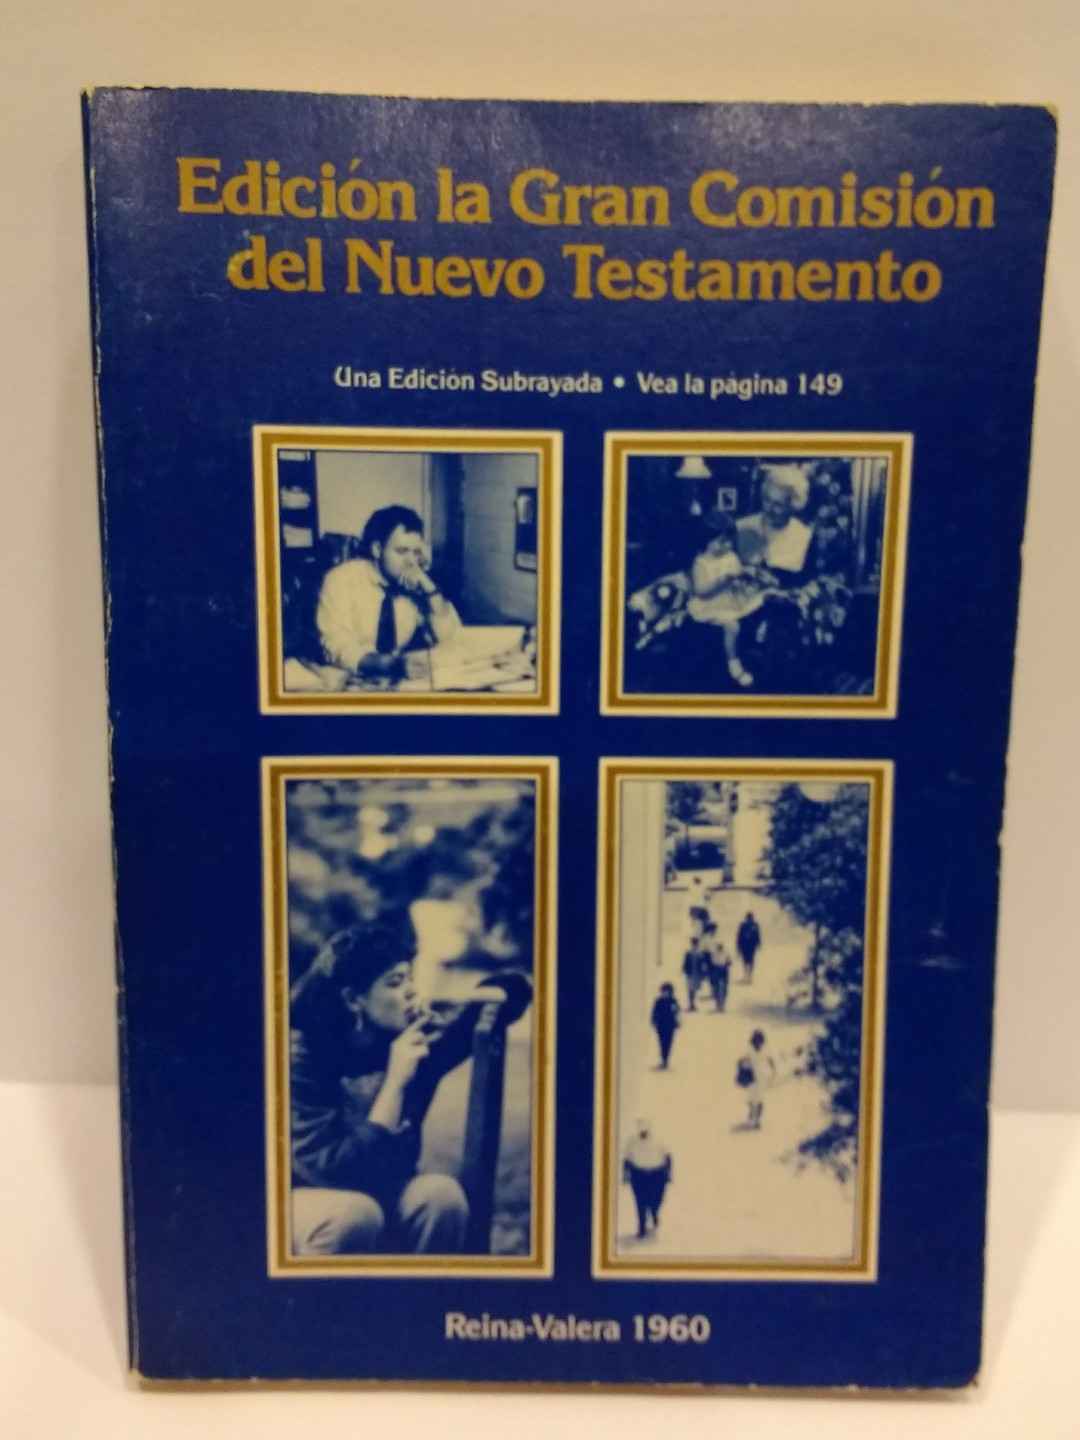 Edición la Gran Comisión
del Nuevo Testamento
Una Edición Subrayada • Vea la página 149
Reina-Valera 1960